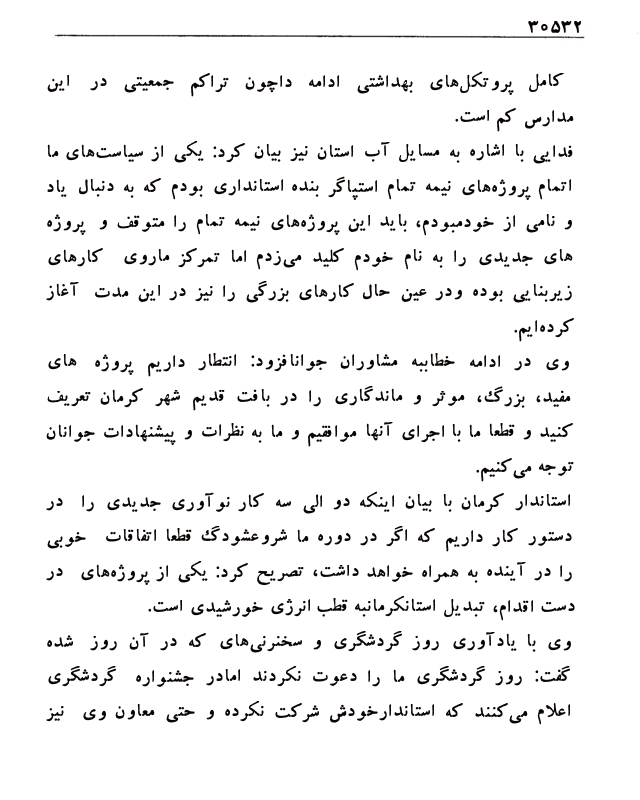 ۳۰۵۳۲
کامل پروتکل‌های بهداشتی ادامه داچون تراکم جمعیتی در این
مدارس کم است.
فدایی با اشاره به مسایل آب استان نیز بیان کرد: یکی از سیاست‌های ما
اتمام پروژه‌های نیمه تمام استپاگر بنده استانداری بودم که به دنبال یاد
و نامی از خودمبودم، باید این پروژه‌های نیمه تمام را متوقف و پروژه
های جدیدی را به نام خودم کلید می‌زدم اما تمرکز ماروی کارهای
زیربنایی بوده ودر عین حال کارهای بزرگی را نیز در این مدت آغاز
کرده‌ایم.
وی در ادامه خطاببه مشاوران جوانافزود: انتطار داریم پروژه های
مفید، بزرگ، موثر و ماندگاری را در بافت قدیم شهر کرمان تعریف
کنید و قطعا ما با اجرای آنها موافقیم و ما به نظرات و پیشنهادات جوانان
توجه می‌کنیم.
استاندار کرمان با بیان اینکه دو الی سه کار نوآوری جدیدی را در
دستور کار داریم که اگر در دوره ما شروعشودگ قطعا اتفاقات خوبی
را در آینده به همراه خواهد داشت، تصریح کرد: یکی از پروژه‌های در
دست اقدام، تبدیل استانکرمانبه قطب انرژی خورشیدی است.
وی با یادآوری روز گردشگری و سخنرنی‌های که در آن روز شده
گفت: روز گردشگری ما را دعوت نکردند امادر جشنواره گردشگری
اعلام می‌کنند که استاندارخودش شرکت نکرده و حتی معاون وی نیز